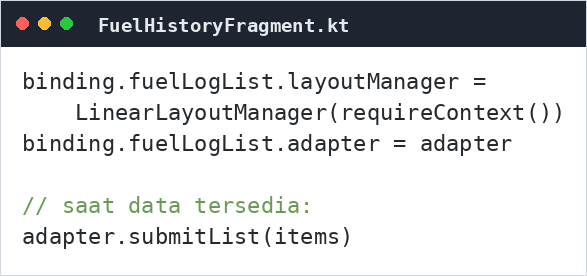 FuelHistoryFragment.kt
binding.fuelLogList.layoutManager =
    LinearLayoutManager(requireContext())
binding.fuelLogList.adapter = adapter
// saat data tersedia:
adapter.submitList(items)